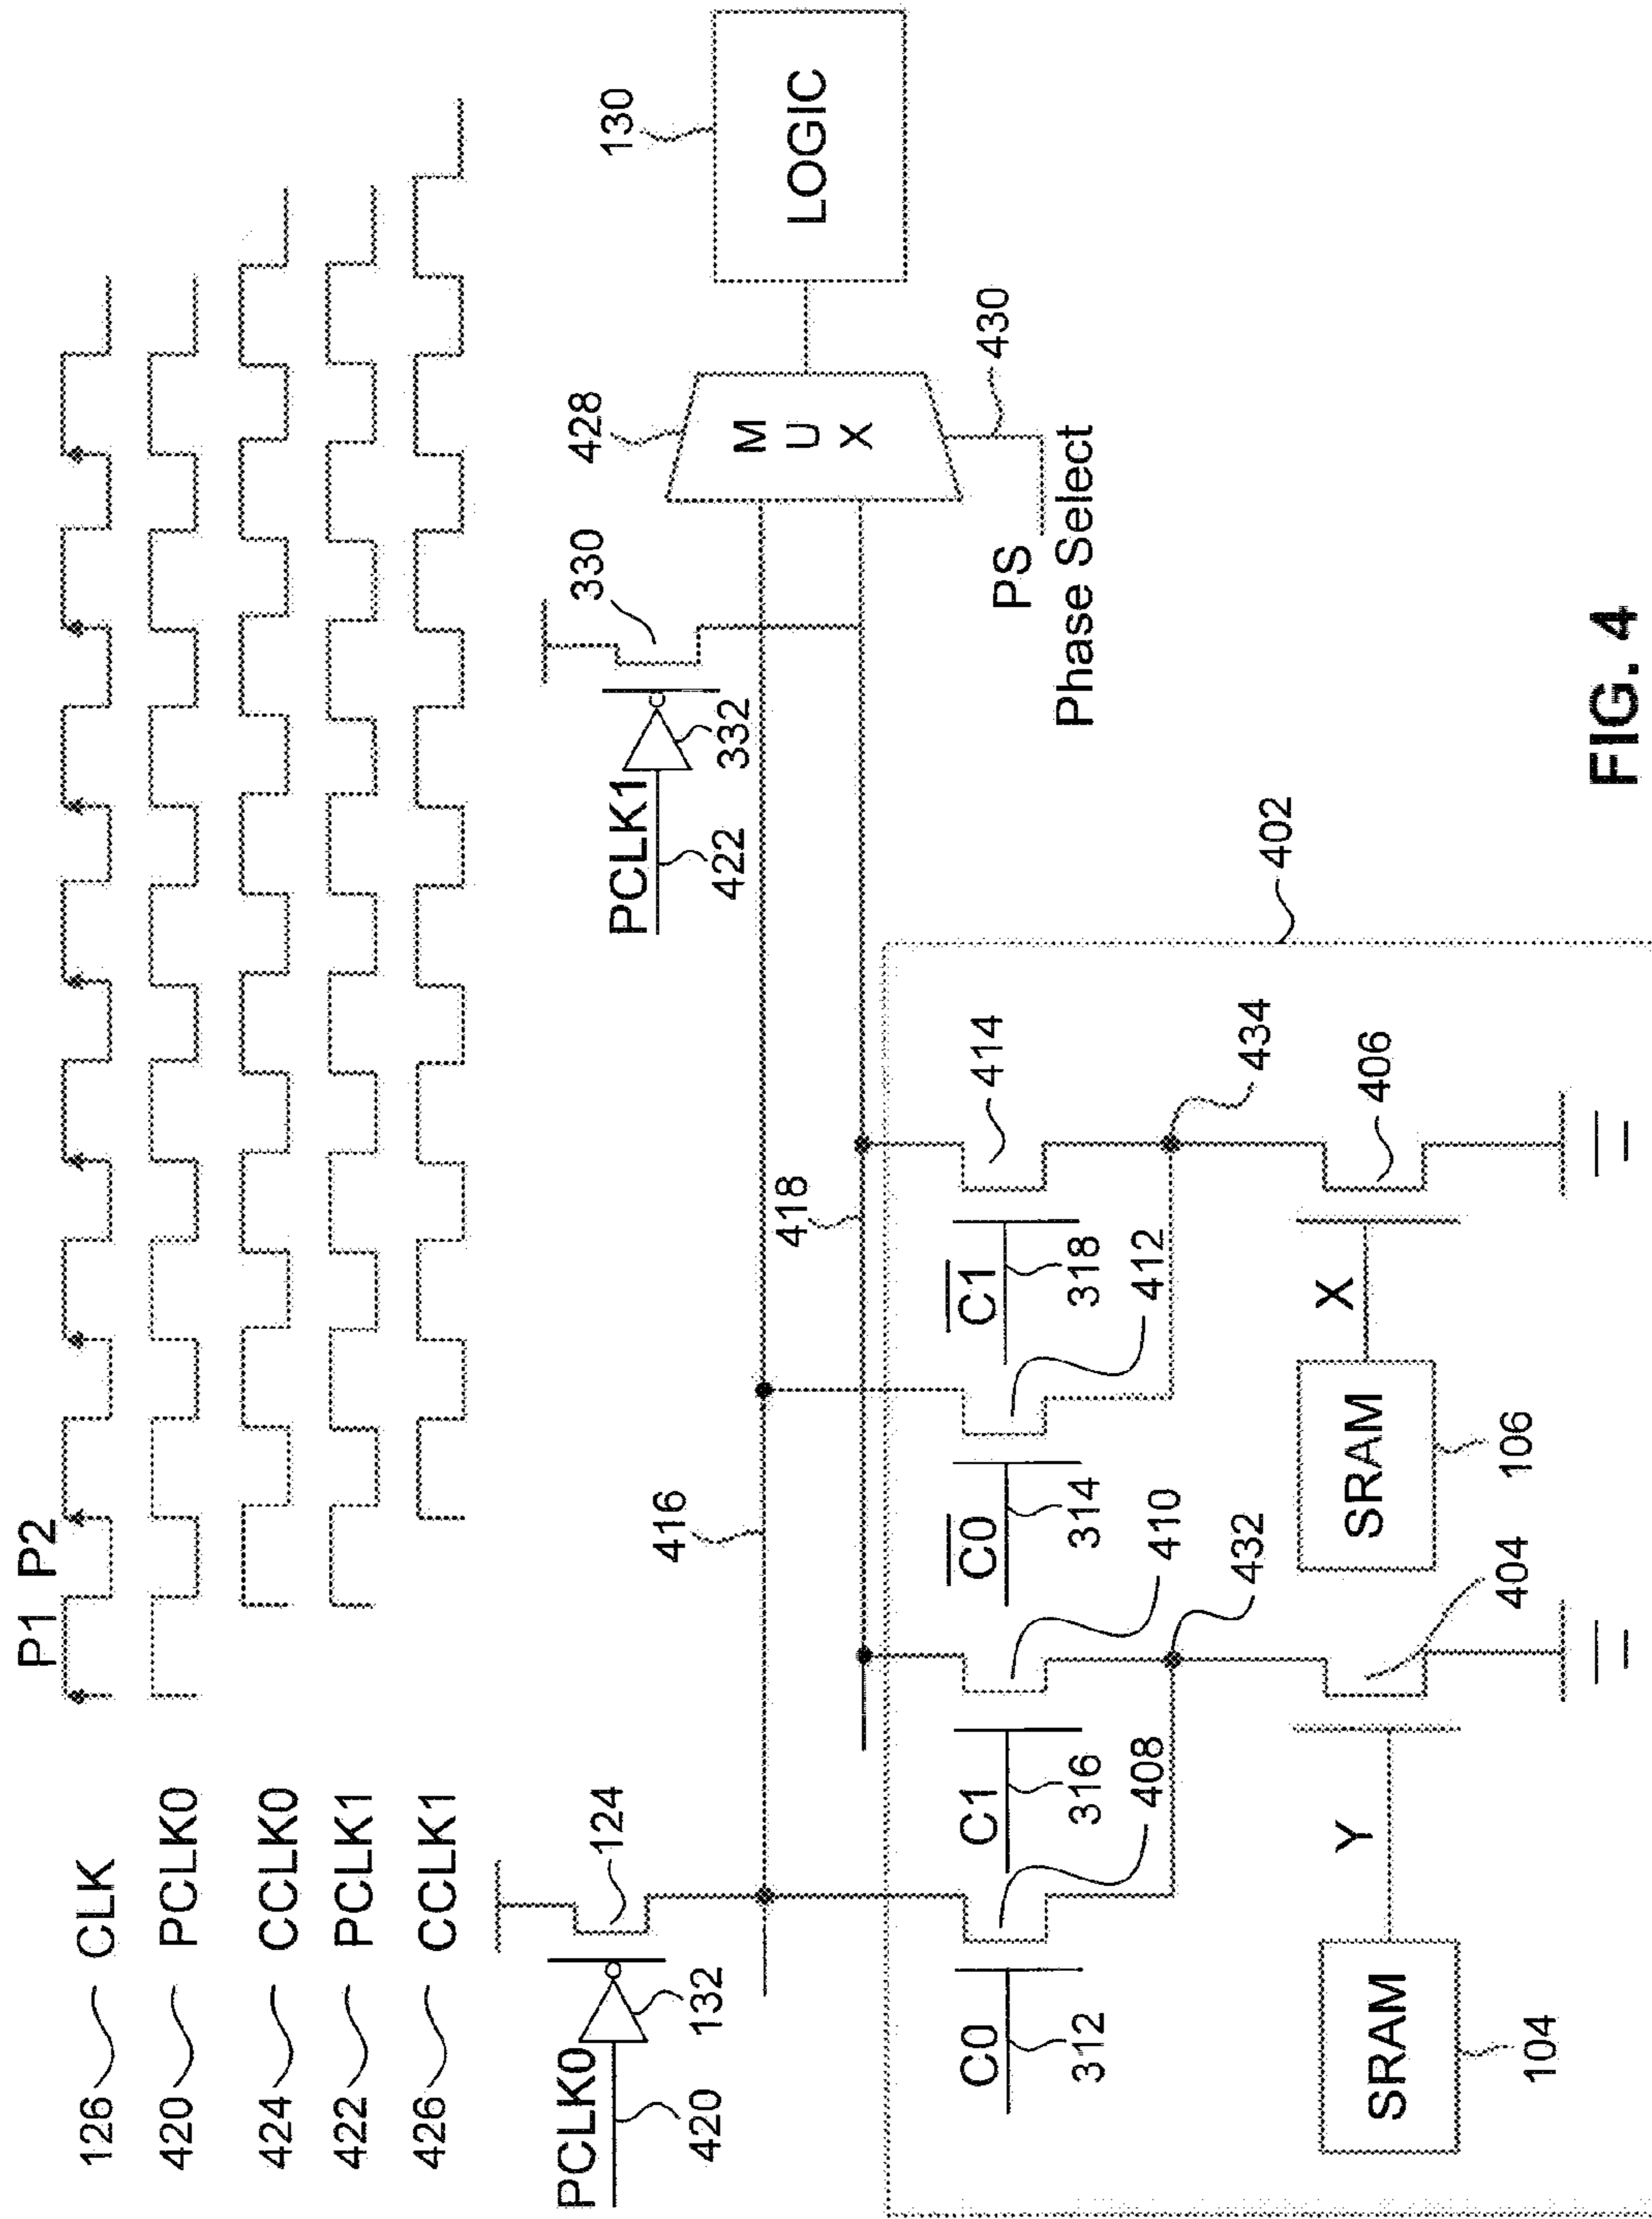 P1 P2
126 CLK
420 PCLK0
424 CCLK0
422 PCLK1
426 CCLK1
PCLK0
420
132
124
416
418
PCLK1
422
332
330
428
MUX
130
LOGIC
430
PS
Phase Select
402
C0
312
408
C1
316
410
C0
314
412
C1
318
414
432
434
Y
404
X
406
SRAM
104
SRAM
106
FIG. 4